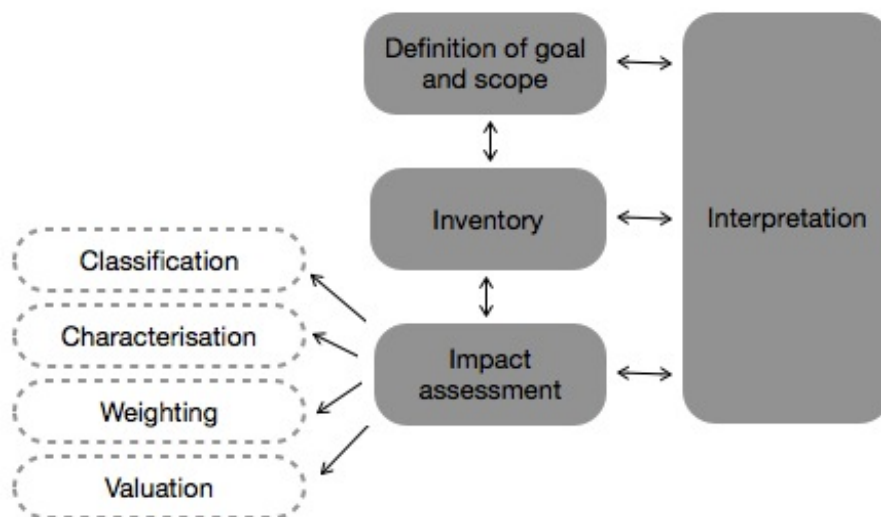 Definition of goal
and scope
Inventory
Interpretation
Classification
Characterisation
Impact
assessment
Weighting
Valuation